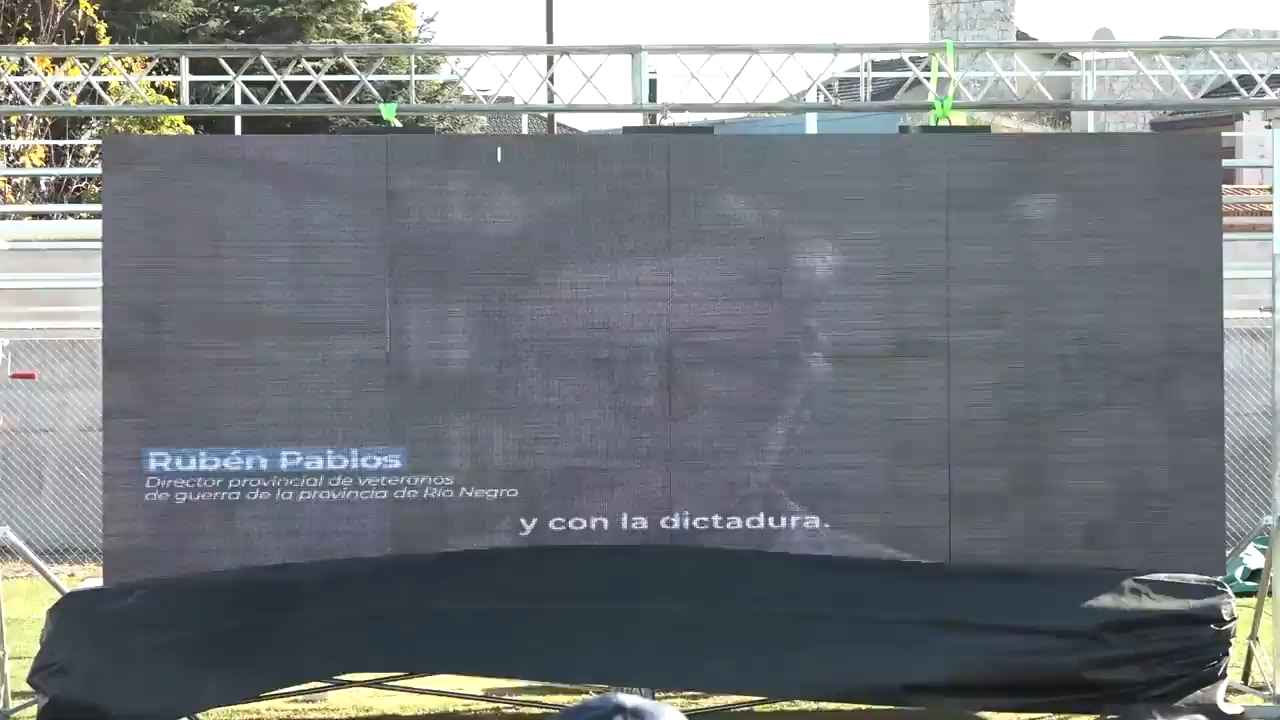 Rubén Pablos
Director provincial de veteranos
de guerra de la provincia de Río Negro
y con la dictadura.